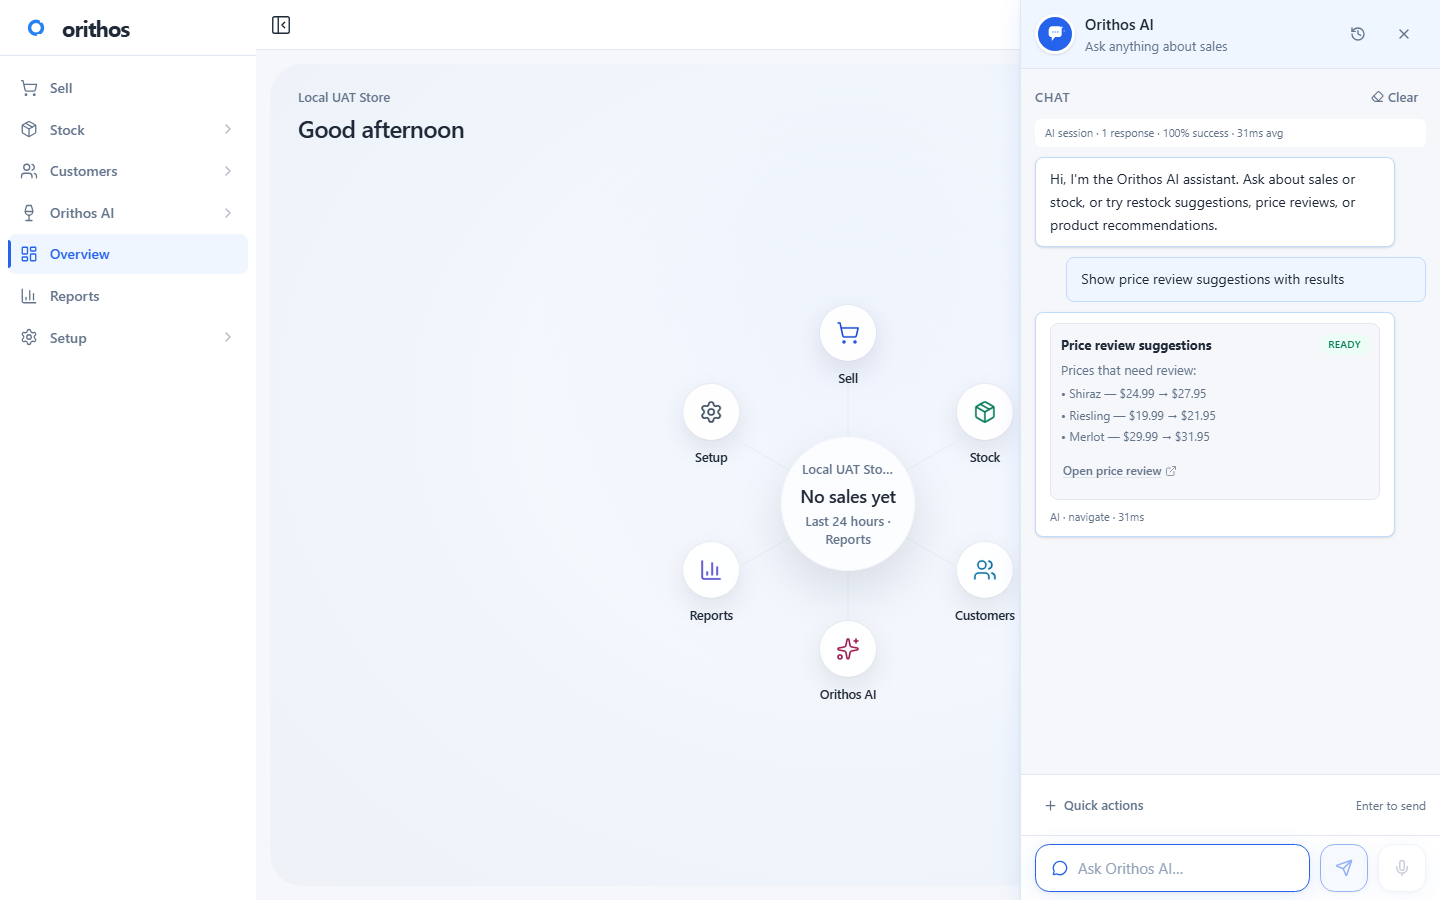 orithos
Sell
Stock
Customers
Orithos AI
Overview
Reports
Setup
Local UAT Store
Good afternoon
Sell
Setup
Stock
Local UAT Sto...
No sales yet
Last 24 hours ·
Reports
Reports
Customers
Orithos AI
Orithos AI
Ask anything about sales
CHAT
Clear
AI session · 1 response · 100% success · 31ms avg
Hi, I'm the Orithos AI assistant. Ask about sales or
stock, or try restock suggestions, price reviews, or
product recommendations.
Show price review suggestions with results
Price review suggestions
READY
Prices that need review:
• Shiraz — $24.99 → $27.95
• Riesling — $19.99 → $21.95
• Merlot — $29.99 → $31.95
Open price review
AI · navigate · 31ms
Quick actions
Enter to send
Ask Orithos AI...